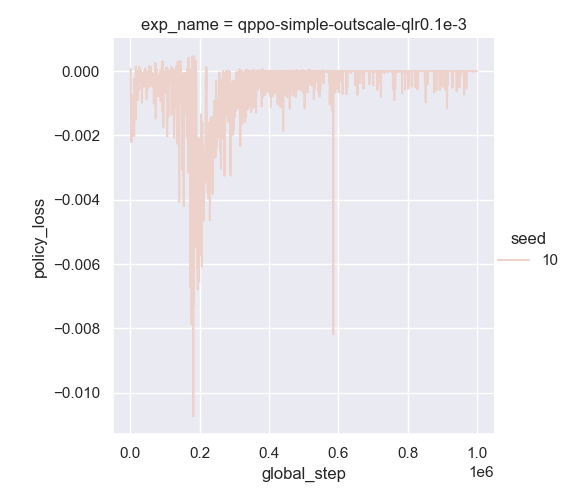 exp_name = qppo-simple-outscale-qlr0.1e-3
0.000
−0.002
−0.004
−0.006
−0.008
−0.010
policy_loss
0.0
0.2
0.4
0.6
0.8
1.0
1e6
global_step
seed
10